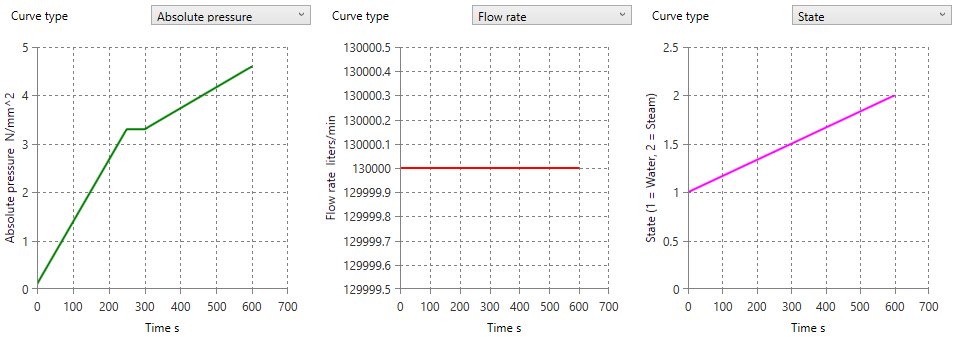 Curve type Absolute pressure
Absolute pressure N/mm^2
5
4
3
2
1
0
0 100 200 300 400 500 600 700
Time s
Curve type Flow rate
Flow rate liters/min
130000.5
130000.4
130000.3
130000.2
130000.1
130000
129999.9
129999.8
129999.7
129999.6
129999.5
0 100 200 300 400 500 600 700
Time s
Curve type State
State (1 = Water, 2 = Steam)
2.5
2
1.5
1
0.5
0
0 100 200 300 400 500 600 700
Time s